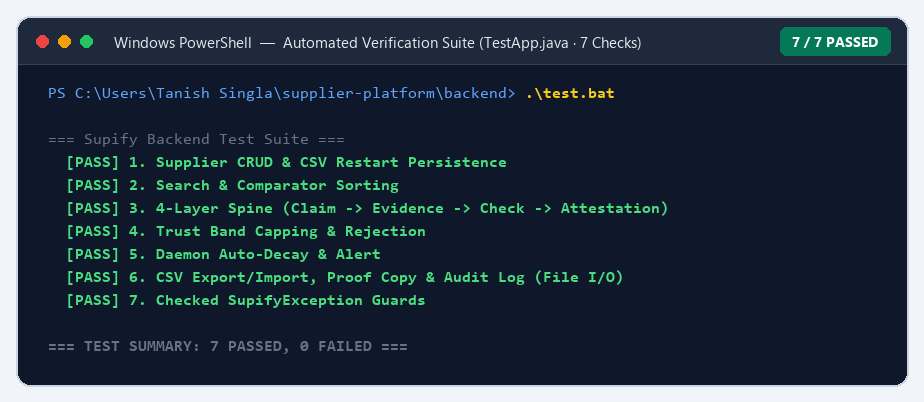 Windows PowerShell — Automated Verification Suite (TestApp.java · 7 Checks)
7 / 7 PASSED
PS C:\Users\Tanish Singla\supplier-platform\backend> .\test.bat
=== Supify Backend Test Suite ===
[PASS] 1. Supplier CRUD & CSV Restart Persistence
[PASS] 2. Search & Comparator Sorting
[PASS] 3. 4-Layer Spine (Claim -> Evidence -> Check -> Attestation)
[PASS] 4. Trust Band Capping & Rejection
[PASS] 5. Daemon Auto-Decay & Alert
[PASS] 6. CSV Export/Import, Proof Copy & Audit Log (File I/O)
[PASS] 7. Checked SupifyException Guards
=== TEST SUMMARY: 7 PASSED, 0 FAILED ===